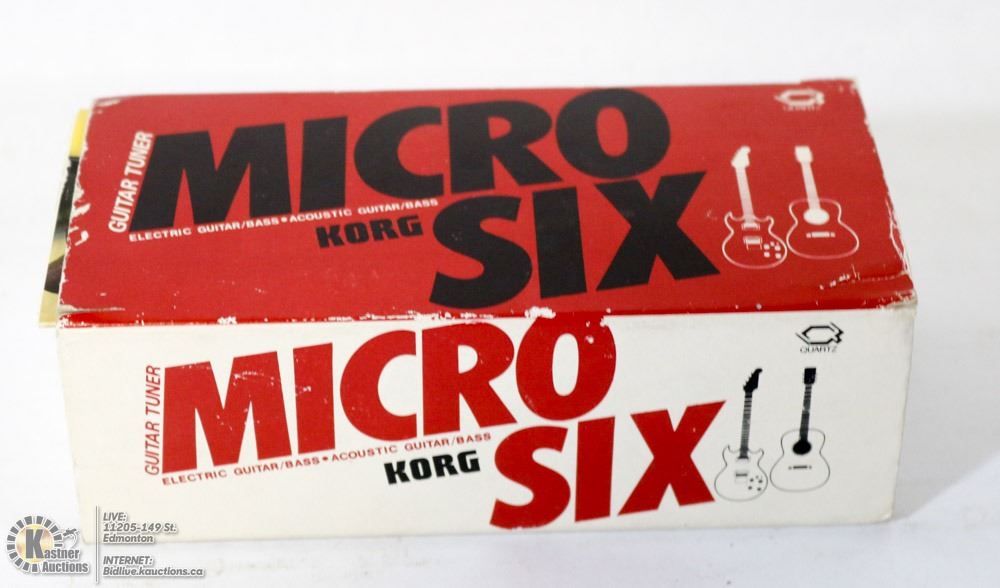 GUITAR TUNER
MICRO
SIX
ELECTRIC GUITAR/BASS•ACOUSTIC GUITAR/BASS
KORG
QUARTZ
GUITAR TUNER
MICRO
SIX
ELECTRIC GUITAR/BASS•ACOUSTIC GUITAR/BASS
KORG
QUARTZ
Kastner
Auctions
LIVE:
11205-149 St.
Edmonton
INTERNET:
Bidlive.kauctions.ca